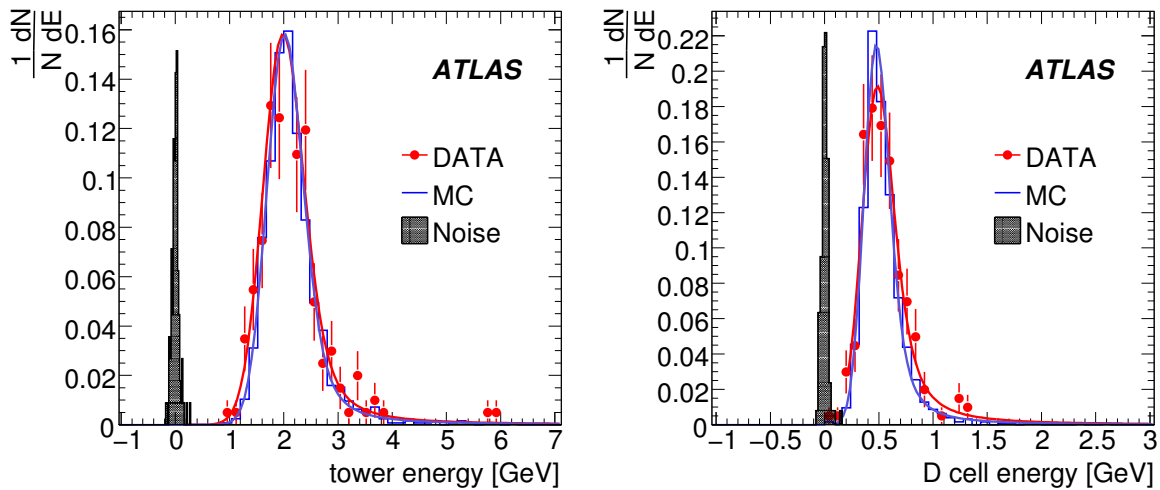 1 dN
N dE
0.16
0.14
0.12
0.1
0.08
0.06
0.04
0.02
0
-1 0 1 2 3 4 5 6 7
tower energy [GeV]
ATLAS
DATA
MC
Noise
1 dN
N dE
0.22
0.2
0.18
0.16
0.14
0.12
0.1
0.08
0.06
0.04
0.02
0
-1 -0.5 0 0.5 1 1.5 2 2.5 3
D cell energy [GeV]
ATLAS
DATA
MC
Noise